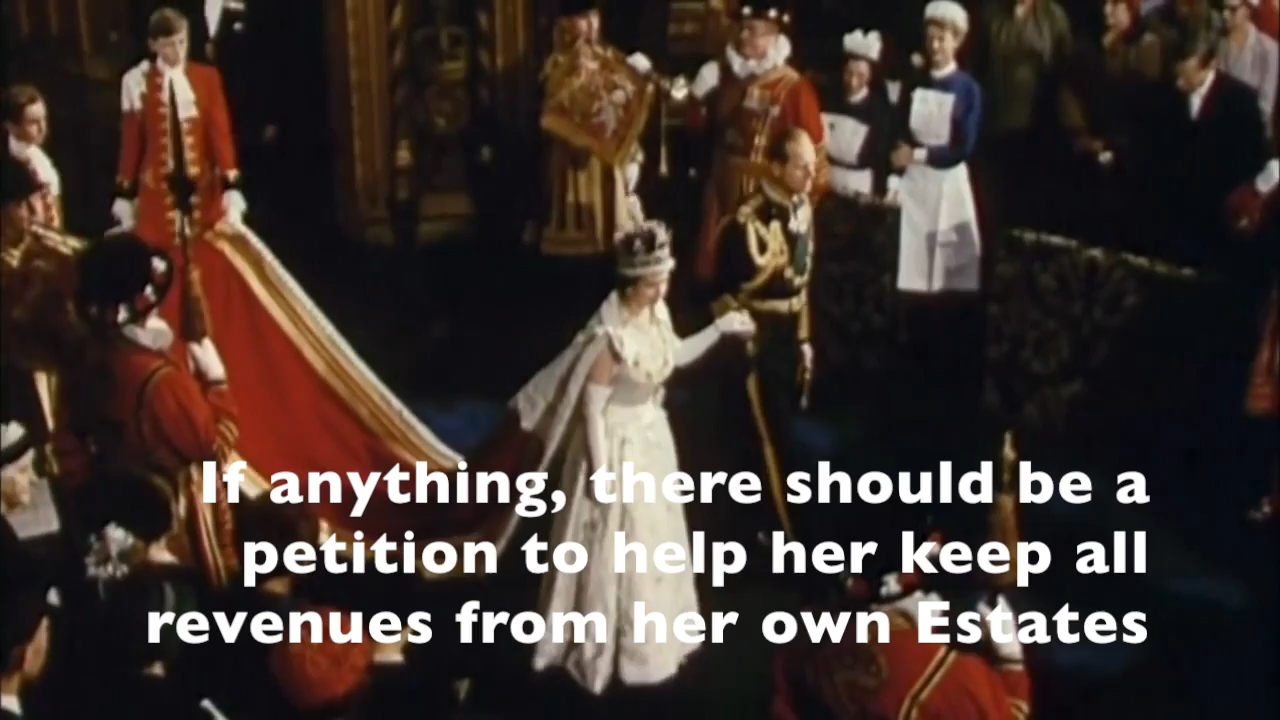 If anything, there should be a
petition to help her keep all
revenues from her own Estates